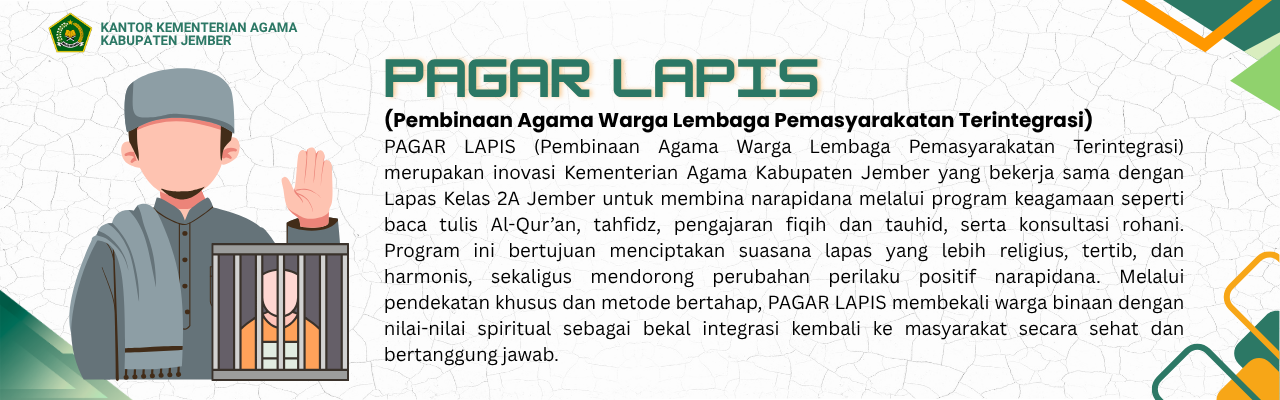 KANTOR KEMENTERIAN AGAMA
KABUPATEN JEMBER
PAGAR LAPIS
(Pembinaan Agama Warga Lembaga Pemasyarakatan Terintegrasi)
PAGAR LAPIS (Pembinaan Agama Warga Lembaga Pemasyarakatan Terintegrasi)
merupakan inovasi Kementerian Agama Kabupaten Jember yang bekerja sama dengan
Lapas Kelas 2A Jember untuk membina narapidana melalui program keagamaan seperti
baca tulis Al-Qur’an, tahfidz, pengajaran fiqih dan tauhid, serta konsultasi rohani.
Program ini bertujuan menciptakan suasana lapas yang lebih religius, tertib, dan
harmonis, sekaligus mendorong perubahan perilaku positif narapidana. Melalui
pendekatan khusus dan metode bertahap, PAGAR LAPIS membekali warga binaan dengan
nilai-nilai spiritual sebagai bekal integrasi kembali ke masyarakat secara sehat dan
bertanggung jawab.